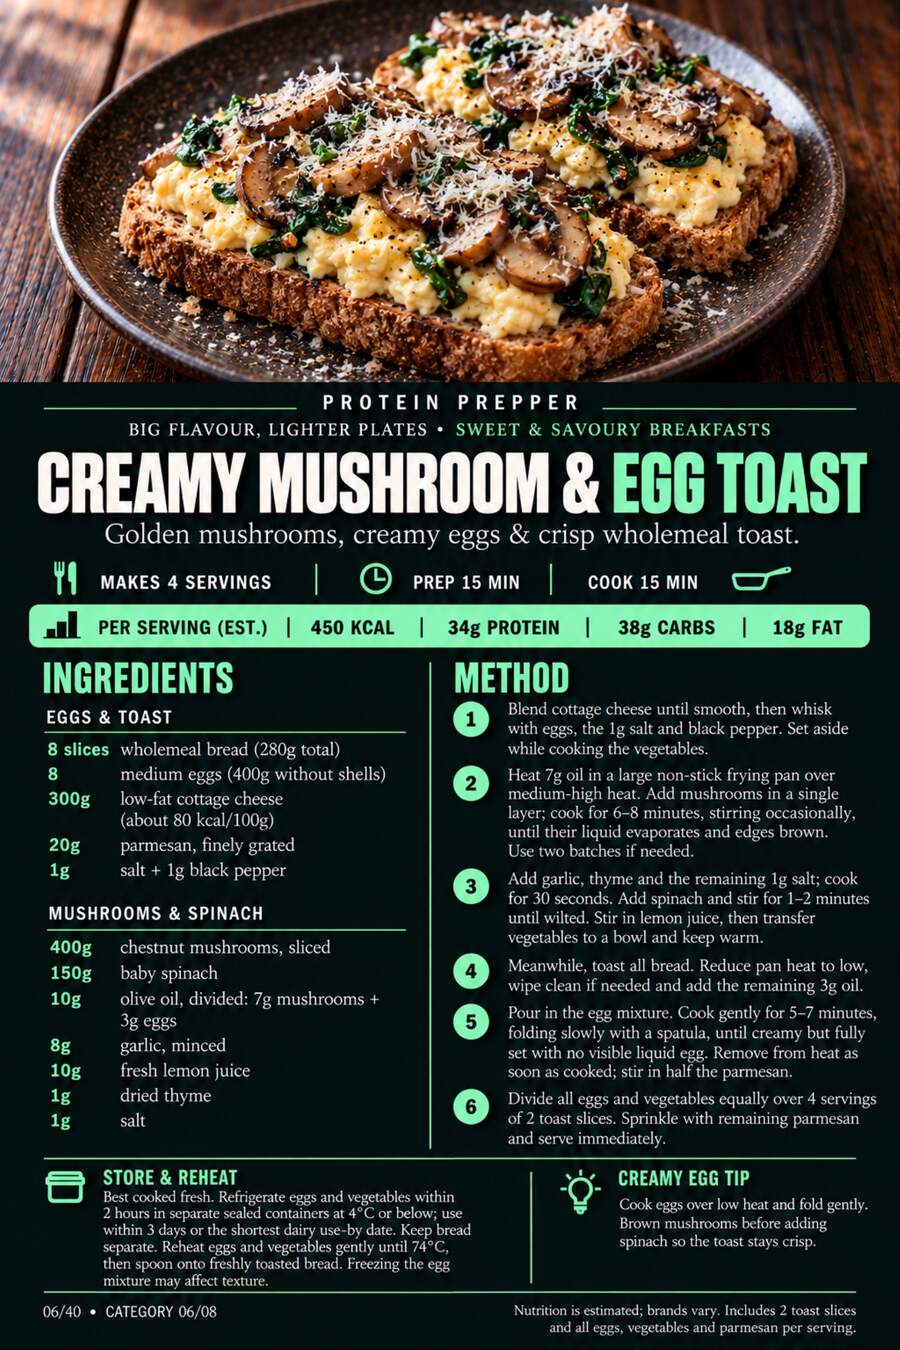 PROTEIN PREPPER
BIG FLAVOUR, LIGHTER PLATES • SWEET & SAVOURY BREAKFASTS
CREAMY MUSHROOM & EGG TOAST
Golden mushrooms, creamy eggs & crisp wholemeal toast.
MAKES 4 SERVINGS | PREP 15 MIN | COOK 15 MIN
PER SERVING (EST.) | 450 KCAL | 34g PROTEIN | 38g CARBS | 18g FAT
INGREDIENTS
EGGS & TOAST
8 slices wholemeal bread (280g total)
8 medium eggs (400g without shells)
300g low-fat cottage cheese
(about 80 kcal/100g)
20g parmesan, finely grated
1g salt + 1g black pepper
MUSHROOMS & SPINACH
400g chestnut mushrooms, sliced
150g baby spinach
10g olive oil, divided: 7g mushrooms +
3g eggs
8g garlic, minced
10g fresh lemon juice
1g dried thyme
1g salt
METHOD
1 Blend cottage cheese until smooth, then whisk
with eggs, the 1g salt and black pepper. Set aside
while cooking the vegetables.
2 Heat 7g oil in a large non-stick frying pan over
medium-high heat. Add mushrooms in a single
layer; cook for 6–8 minutes, stirring occasionally,
until their liquid evaporates and edges brown.
Use two batches if needed.
3 Add garlic, thyme and the remaining 1g salt; cook
for 30 seconds. Add spinach and stir for 1–2 minutes
until wilted. Stir in lemon juice, then transfer
vegetables to a bowl and keep warm.
4 Meanwhile, toast all bread. Reduce pan heat to low,
wipe clean if needed and add the remaining 3g oil.
5 Pour in the egg mixture. Cook gently for 5–7 minutes,
folding slowly with a spatula, until creamy but fully
set with no visible liquid egg. Remove from heat as
soon as cooked; stir in half the parmesan.
6 Divide all eggs and vegetables equally over 4 servings
of 2 toast slices. Sprinkle with remaining parmesan
and serve immediately.
STORE & REHEAT
Best cooked fresh. Refrigerate eggs and vegetables within
2 hours in separate sealed containers at 4°C or below; use
within 3 days or the shortest dairy use-by date. Keep bread
separate. Reheat eggs and vegetables gently until 74°C,
then spoon onto freshly toasted bread. Freezing the egg
mixture may affect texture.
CREAMY EGG TIP
Cook eggs over low heat and fold gently.
Brown mushrooms before adding
spinach so the toast stays crisp.
06/40 • CATEGORY 06/08
Nutrition is estimated; brands vary. Includes 2 toast slices
and all eggs, vegetables and parmesan per serving.